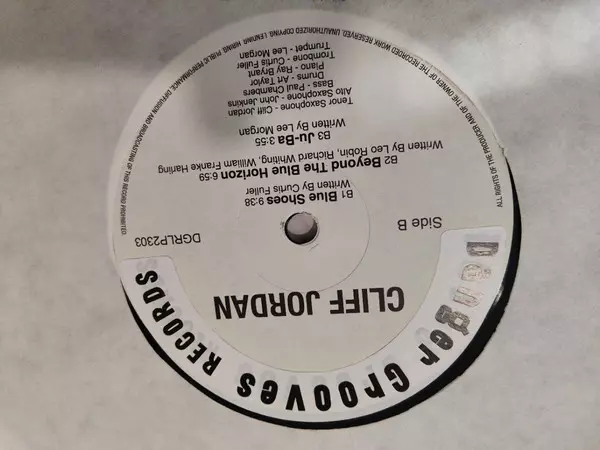 Danger Grooves RECORDS
CLIFF JORDAN
Side B
DGRLP2303
B1 Blue Shoes 9:38
Written By Curtis Fuller
B2 Beyond The Blue Horizon 6:59
Written By Leo Robin, Richard Whiting, William Franke Harling
B3 Ju-Ba 3:55
Written By Lee Morgan
Tenor Saxophone - Cliff Jordan
Alto Saxophone - John Jenkins
Bass - Paul Chambers
Drums - Art Taylor
Piano - Ray Bryant
Trombone - Curtis Fuller
Trumpet - Lee Morgan
ALL RIGHTS OF THE PRODUCER AND OF THE OWNER OF THE RECORDED WORK RESERVED. UNAUTHORIZED COPYING, LENDING, HIRING, PUBLIC PERFORMANCE, DIFFUSION AND BROADCASTING OF THIS RECORD PROHIBITED.